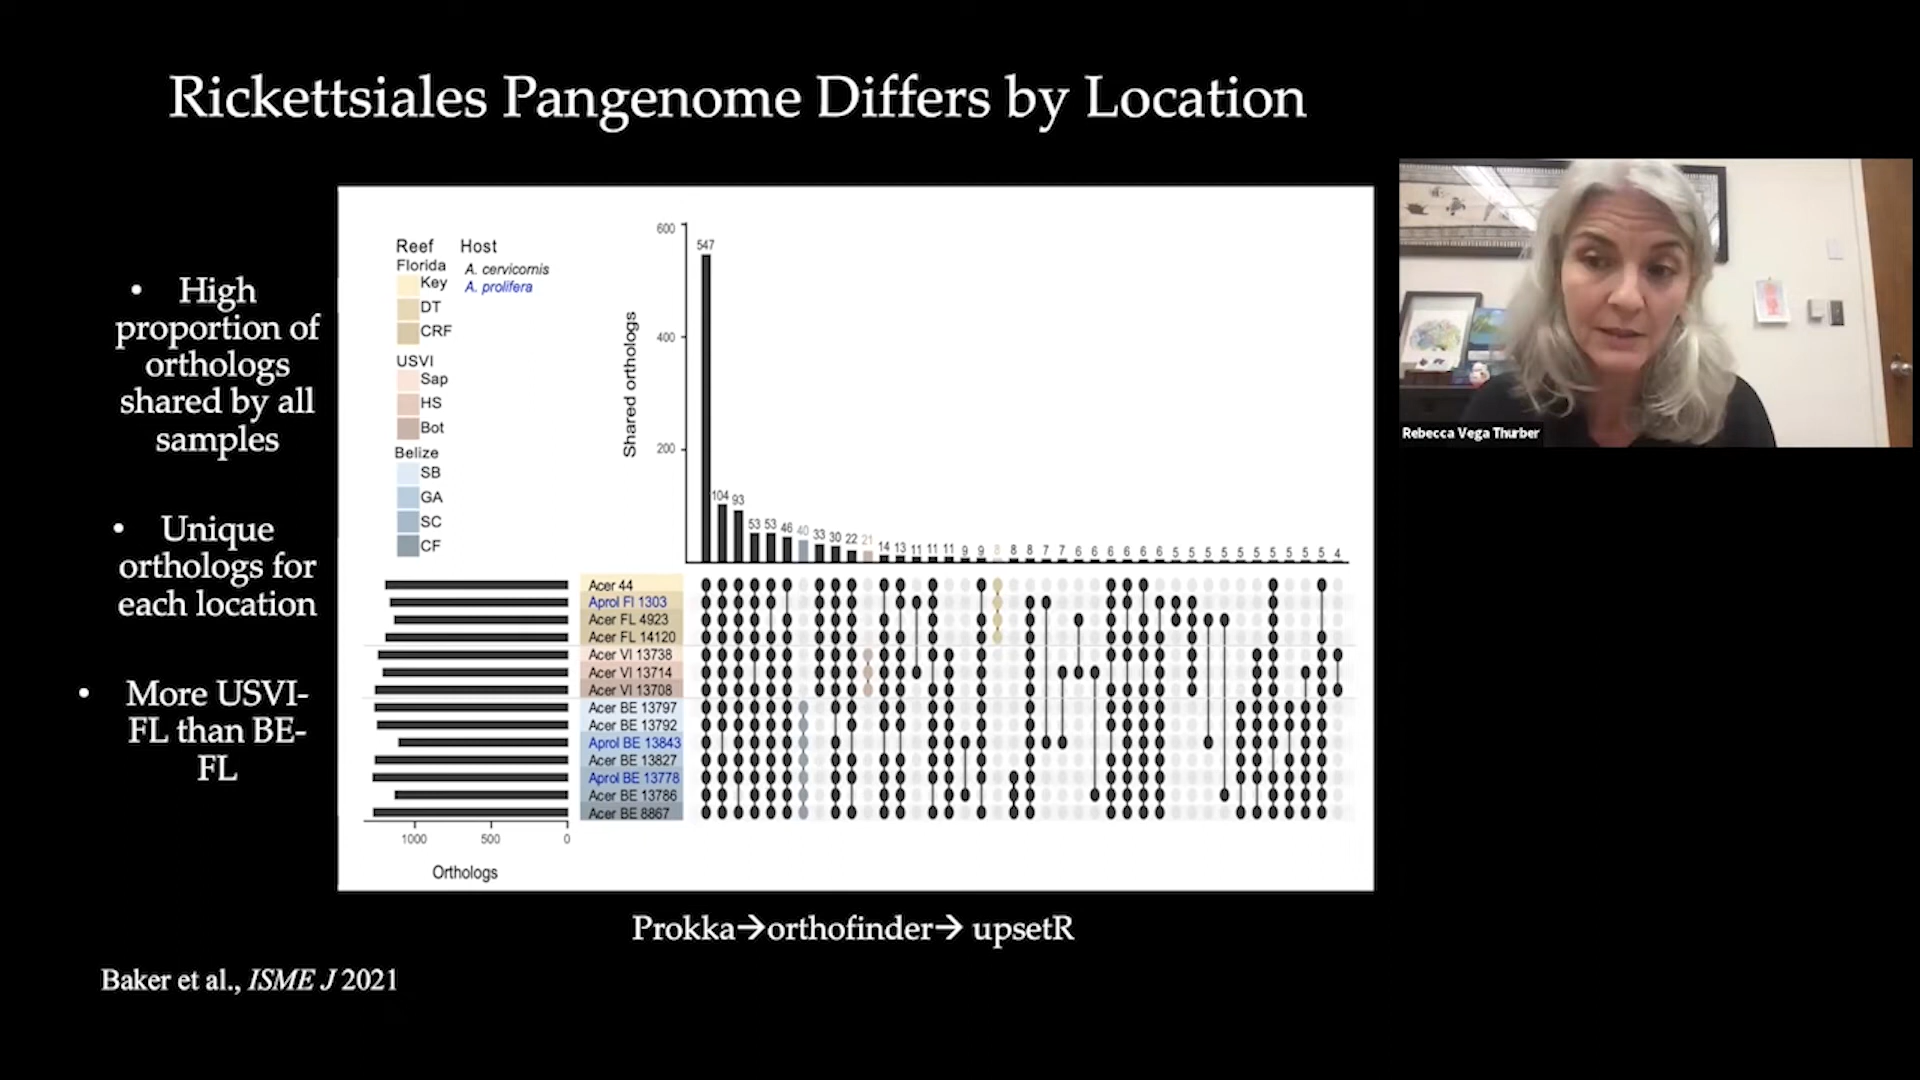 Rickettsiales Pangenome Differs by Location
• High
proportion of
orthologs
shared by all
samples
• Unique
orthologs for
each location
• More USVI-
FL than BE-
FL
Reef Host
Florida
A. cervicornis
A. prolifera
Key
DT
CRF
USVI
Sap
HS
Bot
Belize
SB
GA
SC
CF
Shared orthologs
600
400
200
547 104 93 53 53 46 40 33 30 22 21 14 13 11 11 11 9 9 8 8 8 7 7 6 6 6 6 6 6 5 5 5 5 5 5 5 5 5 5 4
Acer 44
Aprol Fl 1303
Acer FL 4923
Acer FL 14120
Acer VI 13738
Acer VI 13714
Acer VI 13708
Acer BE 13797
Acer BE 13792
Aprol BE 13843
Acer BE 13827
Aprol BE 13778
Acer BE 13786
Acer BE 8867
1000 500 0
Orthologs
Prokka→orthofinder→ upsetR
Baker et al., ISME J 2021
Rebecca Vega Thurber